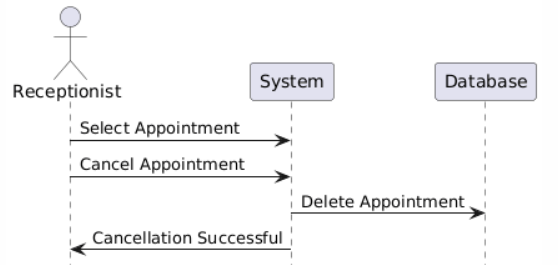 Receptionist
System
Database
Select Appointment
Cancel Appointment
Delete Appointment
Cancellation Successful